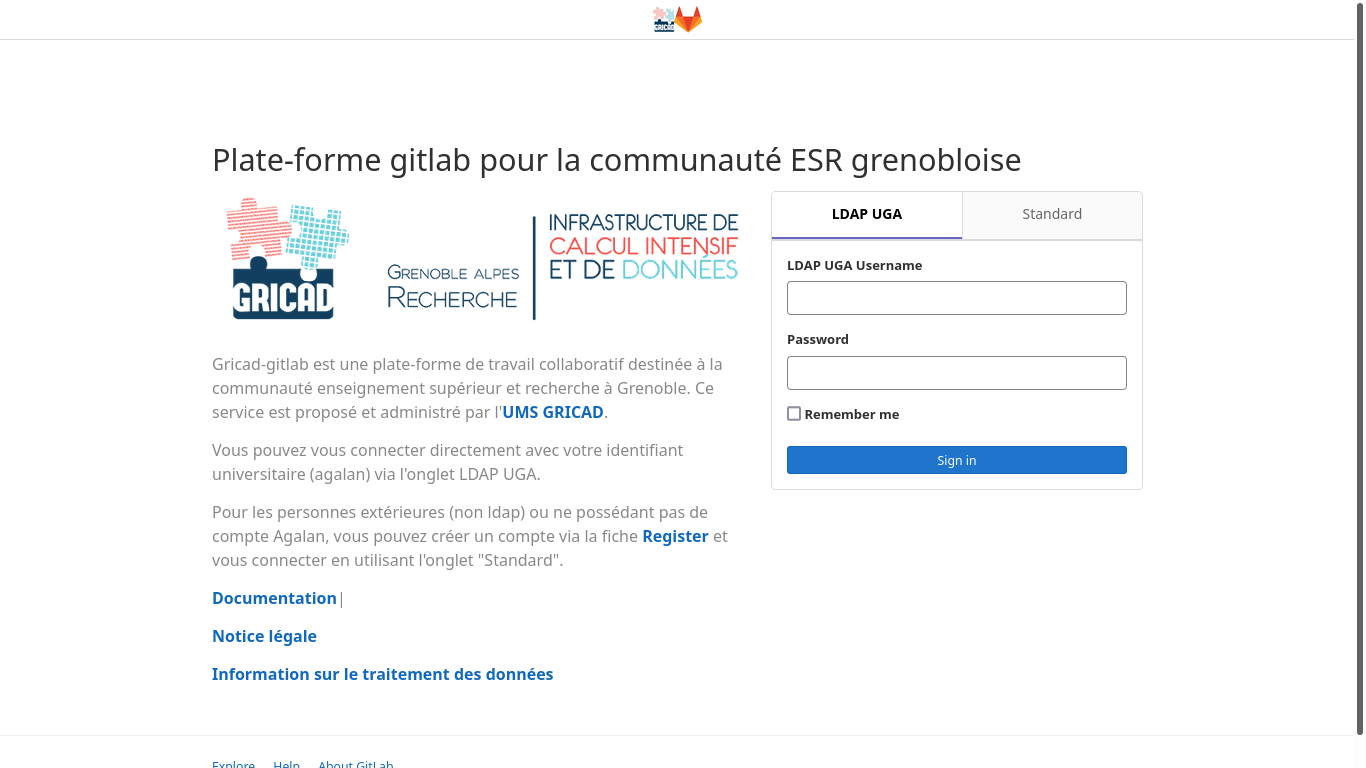 GRICAD
Plate-forme gitlab pour la communauté ESR grenobloise
GRICAD
GRENOBLE ALPES
RECHERCHE
INFRASTRUCTURE DE
CALCUL INTENSIF
ET DE DONNÉES
Gricad-gitlab est une plate-forme de travail collaboratif destinée à la
communauté enseignement supérieur et recherche à Grenoble. Ce
service est proposé et administré par l'UMS GRICAD.
Vous pouvez vous connecter directement avec votre identifiant
universitaire (agalan) via l'onglet LDAP UGA.
Pour les personnes extérieures (non ldap) ou ne possédant pas de
compte Agalan, vous pouvez créer un compte via la fiche Register et
vous connecter en utilisant l'onglet "Standard".
Documentation|
Notice légale
Information sur le traitement des données
LDAP UGA
Standard
LDAP UGA Username
Password
Remember me
Sign in
Explore Help About GitLab